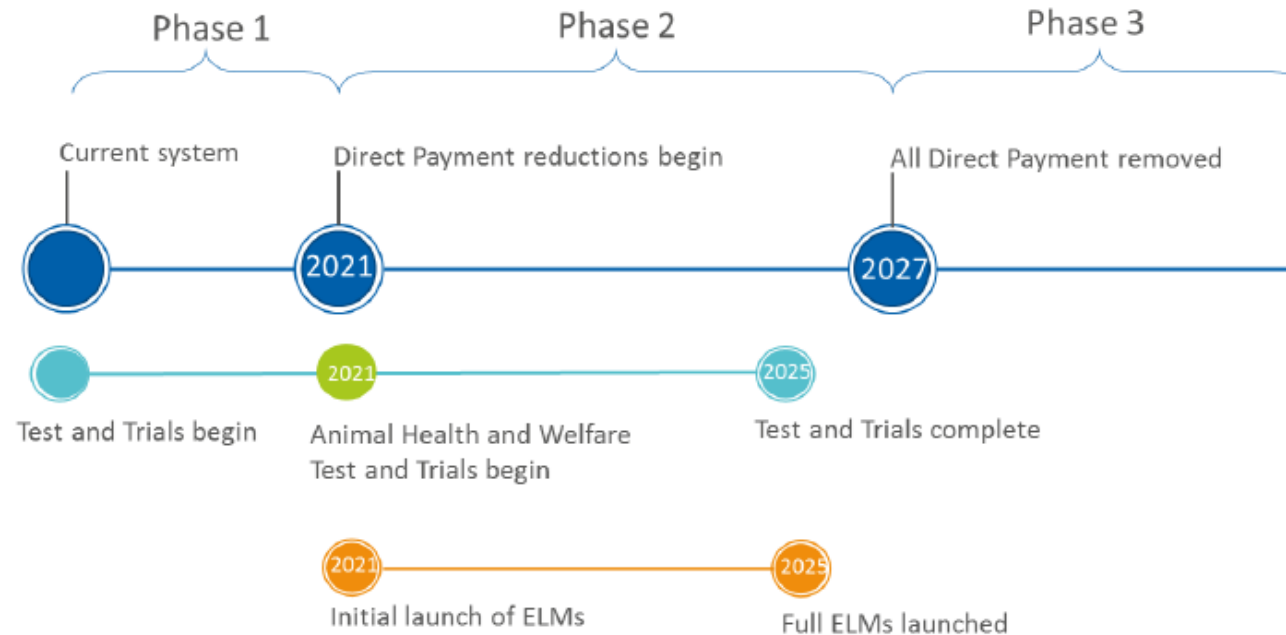 Phase 1
Phase 2
Phase 3
Current system
Direct Payment reductions begin
All Direct Payment removed
2021
2027
2021
2025
Test and Trials begin
Animal Health and Welfare
Test and Trials begin
Test and Trials complete
2021
2025
Initial launch of ELMs
Full ELMs launched